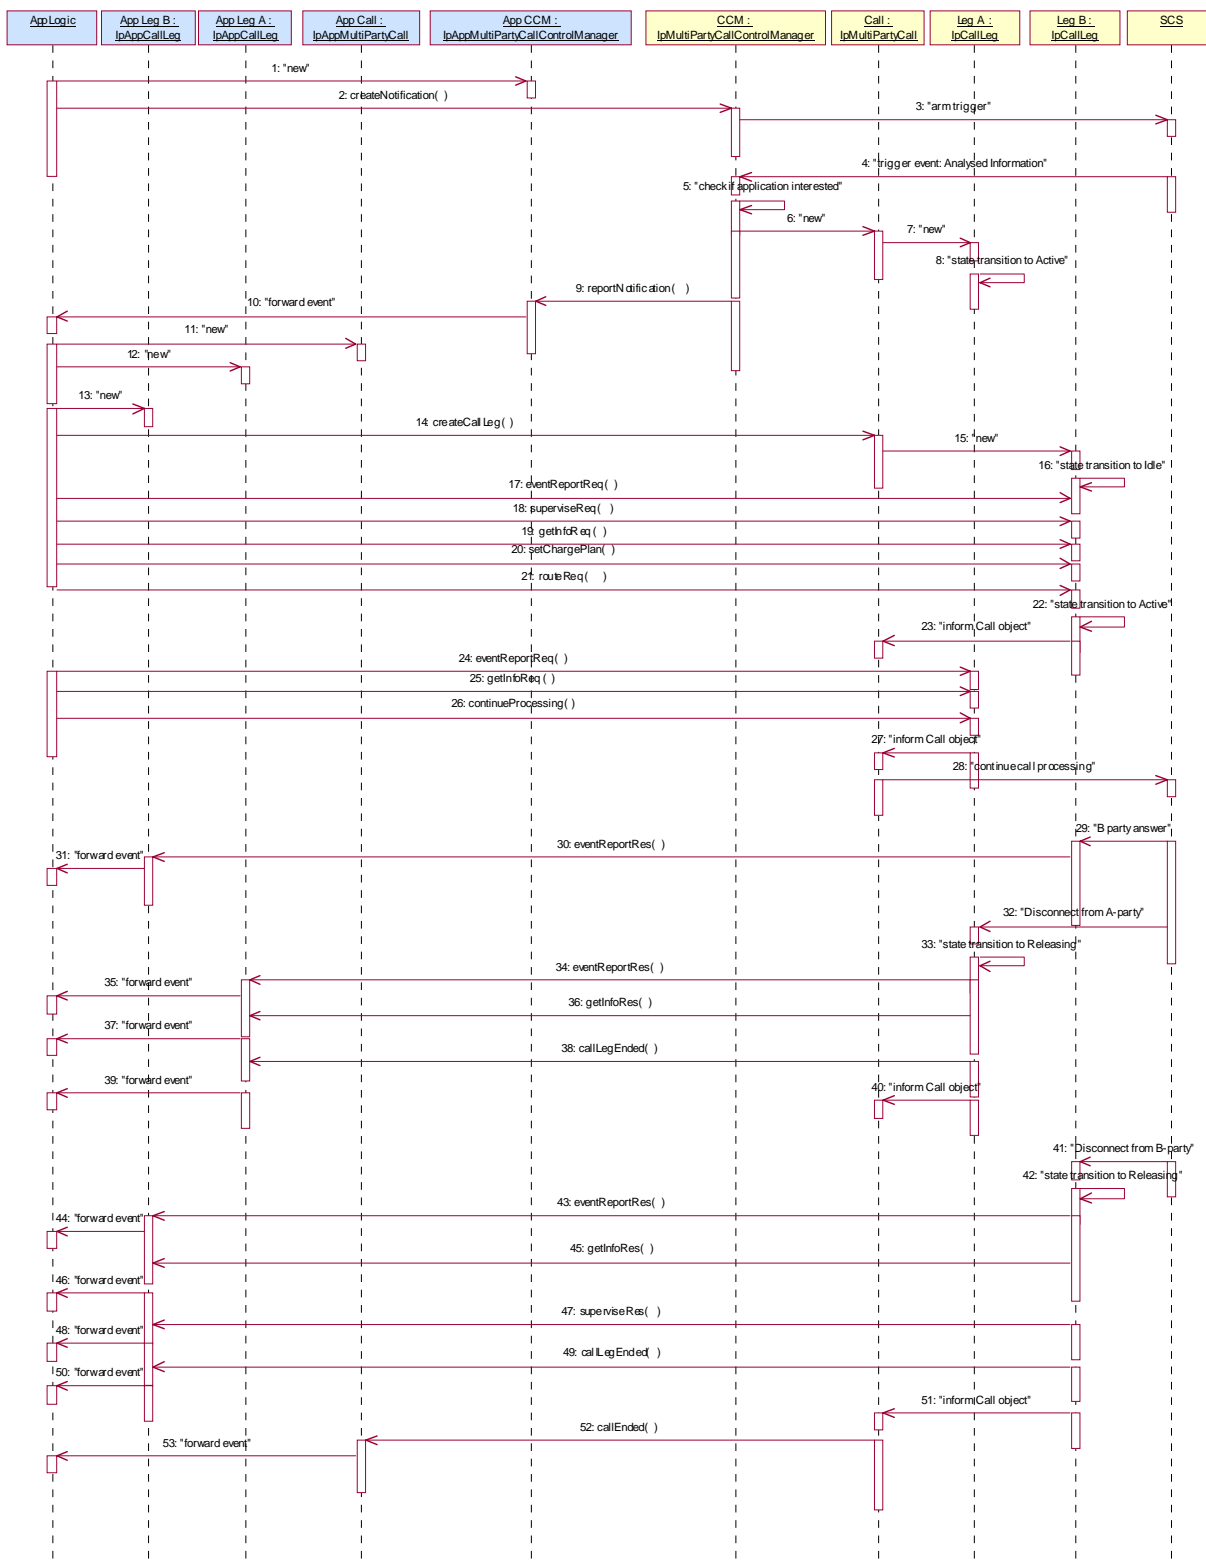 AppLogic
App Leg B :
IpAppCallLeg
App Leg A :
IpAppCallLeg
App Call :
IpAppMultiPartyCall
App CCM :
IpAppMultiPartyCallControlManager
CCM :
IpMultiPartyCallControlManager
Call :
IpMultiPartyCall
Leg A :
IpCallLeg
Leg B :
IpCallLeg
SCS
1: "new"
2: createNotification( )
3: "arm trigger"
4: "trigger event: Analysed Information"
5: "check if application interested"
6: "new"
7: "new"
8: "state transition to Active"
9: reportNotification( )
10: "forward event"
11: "new"
12: "new"
13: "new"
14: createCallLeg( )
15: "new"
16: "state transition to Idle"
17: eventReportReq( )
18: superviseReq( )
19: getInfoReq( )
20: setChargePlan( )
21: routeReq( )
22: "state transition to Active"
23: "inform Call object"
24: eventReportReq( )
25: getInfoReq( )
26: continueProcessing( )
27: "inform Call object"
28: "continue call processing"
29: "B party answer"
30: eventReportRes( )
31: "forward event"
32: "Disconnect from A-party"
33: "state transition to Releasing"
34: eventReportRes( )
35: "forward event"
36: getInfoRes( )
37: "forward event"
38: callLegEnded( )
39: "forward event"
40: "inform Call object"
41: "Disconnect from B-party"
42: "state transition to Releasing"
43: eventReportRes( )
44: "forward event"
45: getInfoRes( )
46: "forward event"
47: superviseRes( )
48: "forward event"
49: callLegEnded( )
50: "forward event"
51: "inform Call object"
52: callEnded( )
53: "forward event"